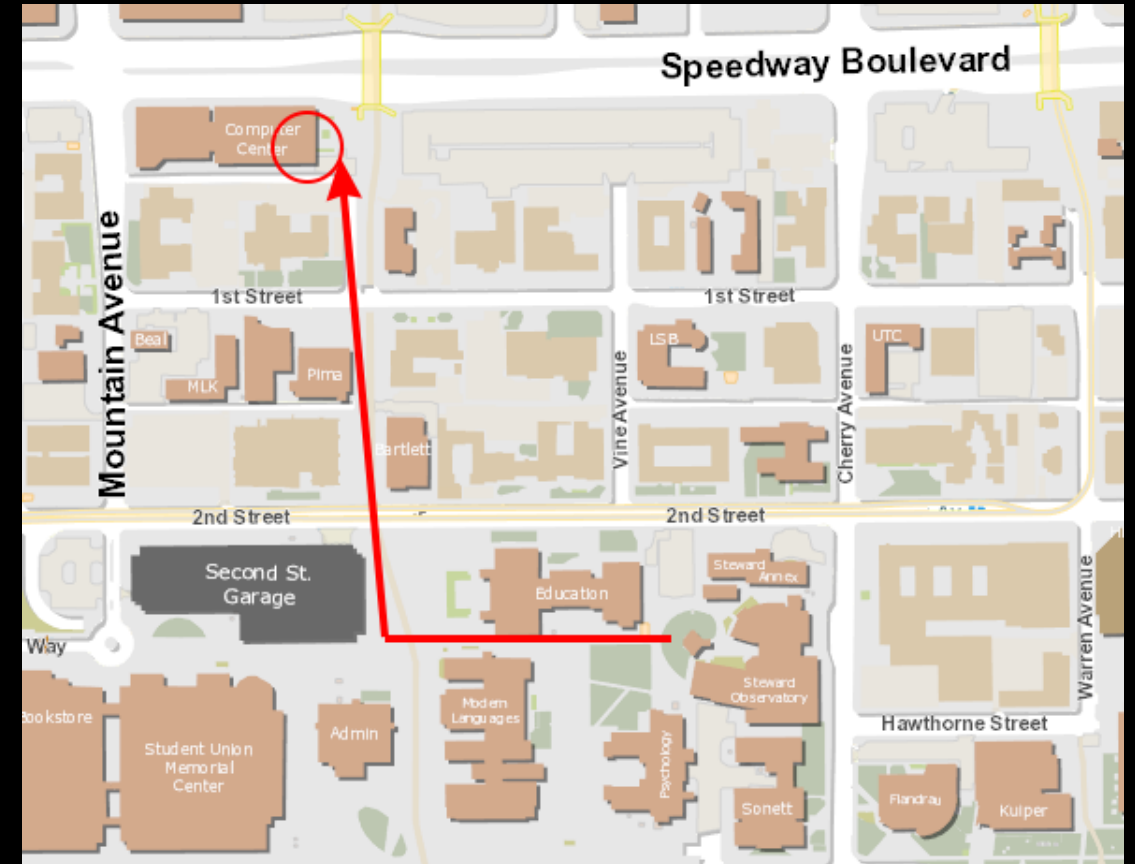 Speedway Boulevard
Computer
Center
Mountain Avenue
1st Street
1st Street
Beal
MLK
Pima
LSB
UTC
Vine Avenue
Cherry Avenue
Bartlett
2nd Street
2nd Street
Second St.
Garage
Education
Steward
Annex
Warren Avenue
Way
Steward
Observatory
Modern
Languages
Bookstore
Admin
Hawthorne Street
Student Union
Memorial
Center
Psychology
Sonett
Flandrau
Kuiper